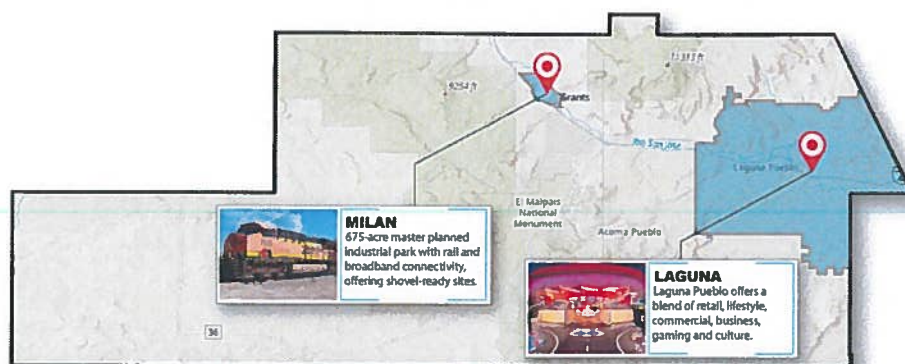 11313 ft
9254 ft
Grants
Rio San Jose
Laguna Pueblo
El Malpais
National
Monument
Acoma Pueblo
MILAN
675-acre master planned
industrial park with rail and
broadband connectivity,
offering shovel-ready sites.
LAGUNA
Laguna Pueblo offers a
blend of retail, lifestyle,
commercial, business,
gaming and culture.
36